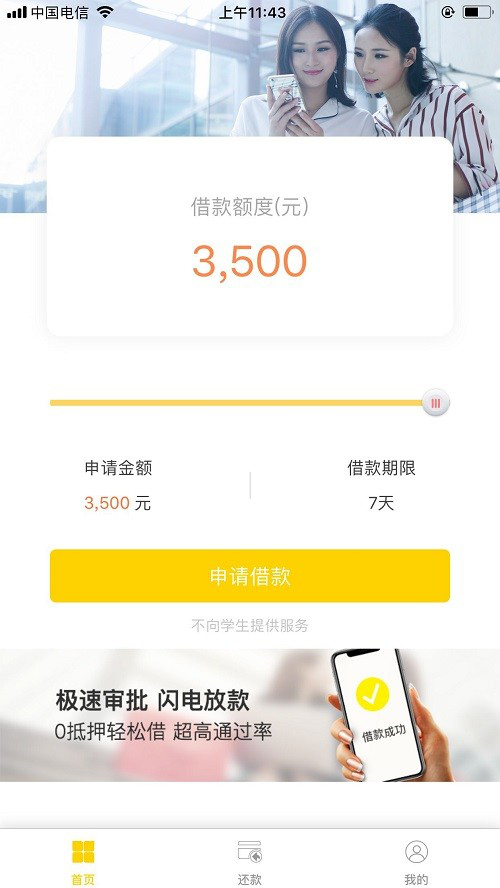 中国电信
上午11:43
借款额度(元)
3,500
申请金额
借款期限
3,500 元
7天
申请借款
不向学生提供服务
极速审批 闪电放款
0抵押轻松借 超高通过率
借款成功
首页
还款
我的